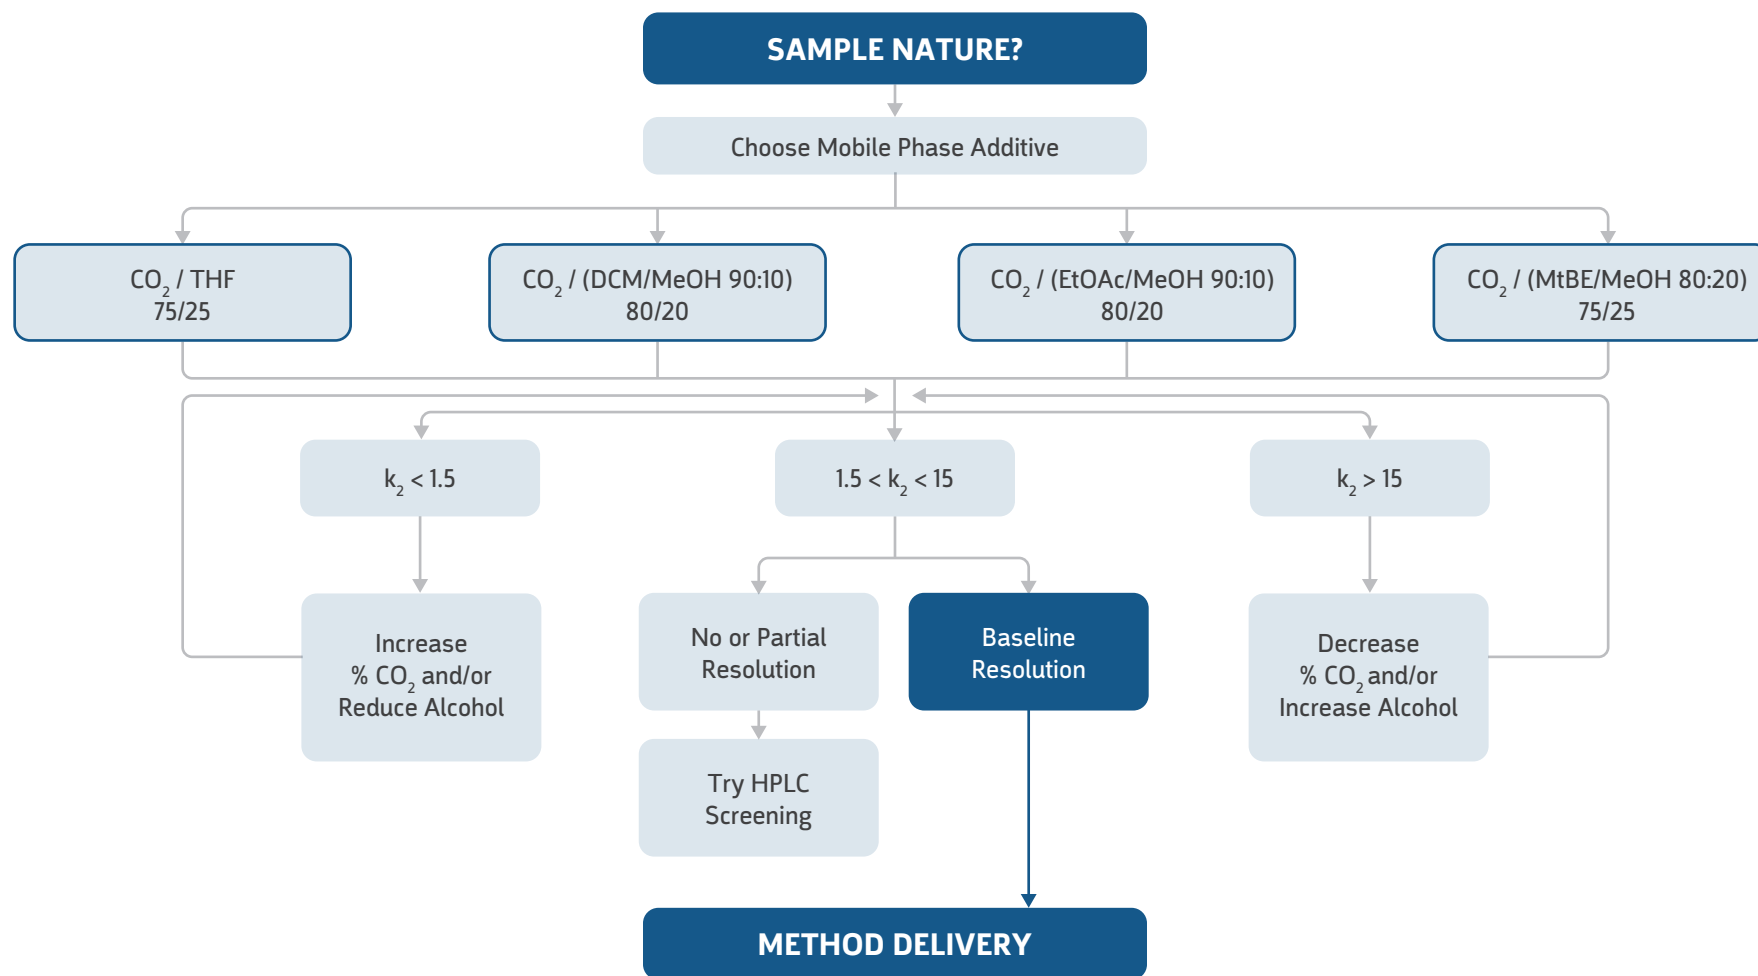 SAMPLE NATURE?
Choose Mobile Phase Additive
CO₂ / THF
75/25
CO₂ / (DCM/MeOH 90:10)
80/20
CO₂ / (EtOAc/MeOH 90:10)
80/20
CO₂ / (MtBE/MeOH 80:20)
75/25
k₂ < 1.5
1.5 < k₂ < 15
k₂ > 15
Increase
% CO₂ and/or
Reduce Alcohol
No or Partial
Resolution
Baseline
Resolution
Decrease
% CO₂ and/or
Increase Alcohol
Try HPLC
Screening
METHOD DELIVERY